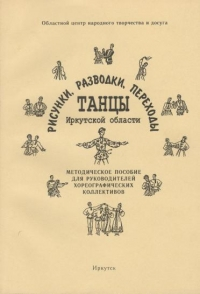 Областной центр народного творчества и досуга
РИСУНКИ, РАЗВОДКИ, ПЕРЕХОДЫ
ТАНЦЫ
Иркутской области
МЕТОДИЧЕСКОЕ ПОСОБИЕ
ДЛЯ РУКОВОДИТЕЛЕЙ
ХОРЕОГРАФИЧЕСКИХ
КОЛЛЕКТИВОВ
Иркутск